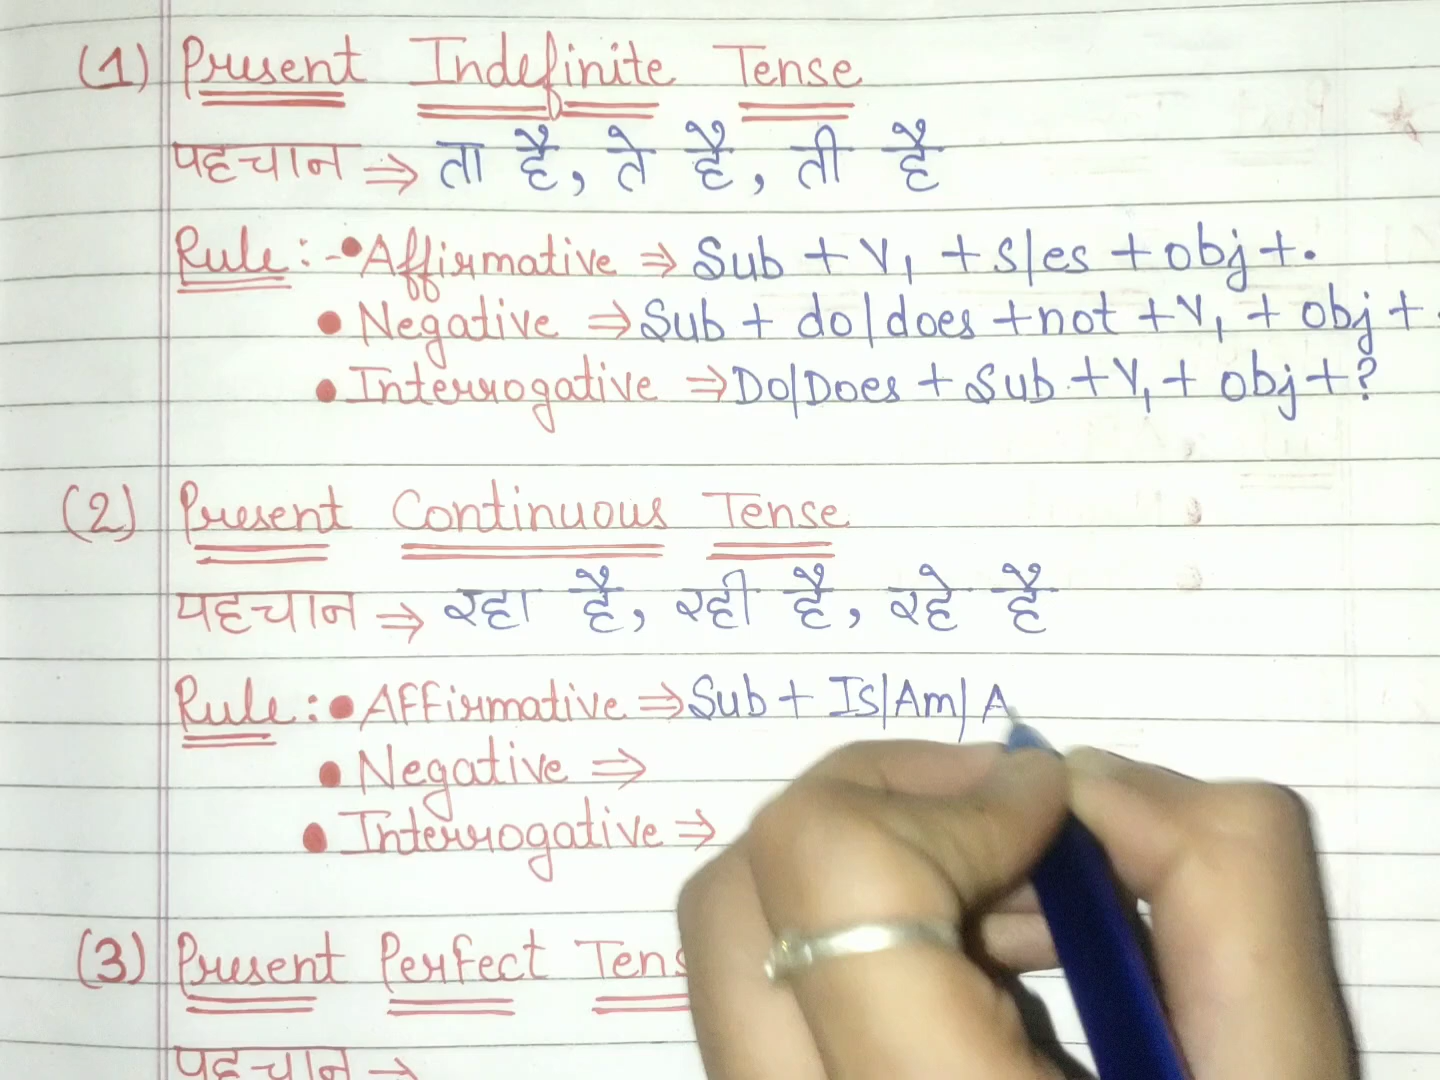 (1) Present Indefinite Tense
पहचान ⇒ ता है, ते है, ती है
Rule :- • Affirmative ⇒ Sub + V₁ + s/es + obj + .
• Negative ⇒ Sub + do/does + not + V₁ + obj + .
• Interrogative ⇒ Do/Does + Sub + V₁ + obj + ?
(2) Present Continuous Tense
पहचान ⇒ रहा है, रही है, रहे है
Rule : • Affirmative ⇒ Sub + Is/Am/A
• Negative ⇒
• Interrogative ⇒
(3) Present Perfect Tens
पहचान ⇒